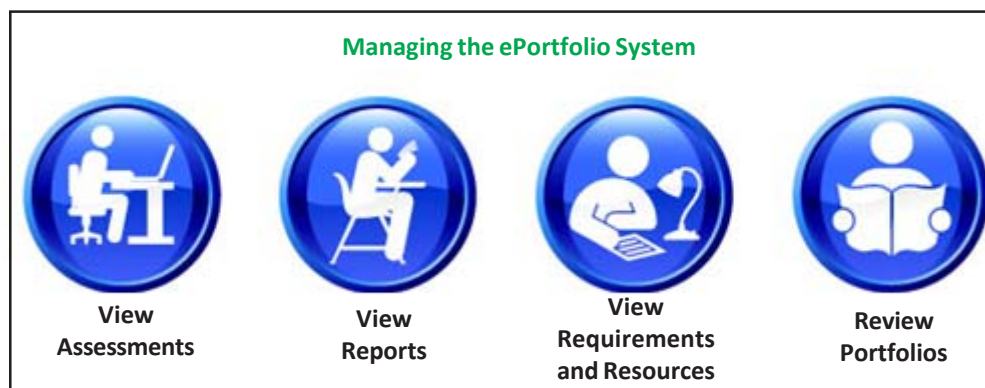 Managing the ePortfolio System
View
Assessments
View
Reports
View
Requirements
and Resources
Review
Portfolios